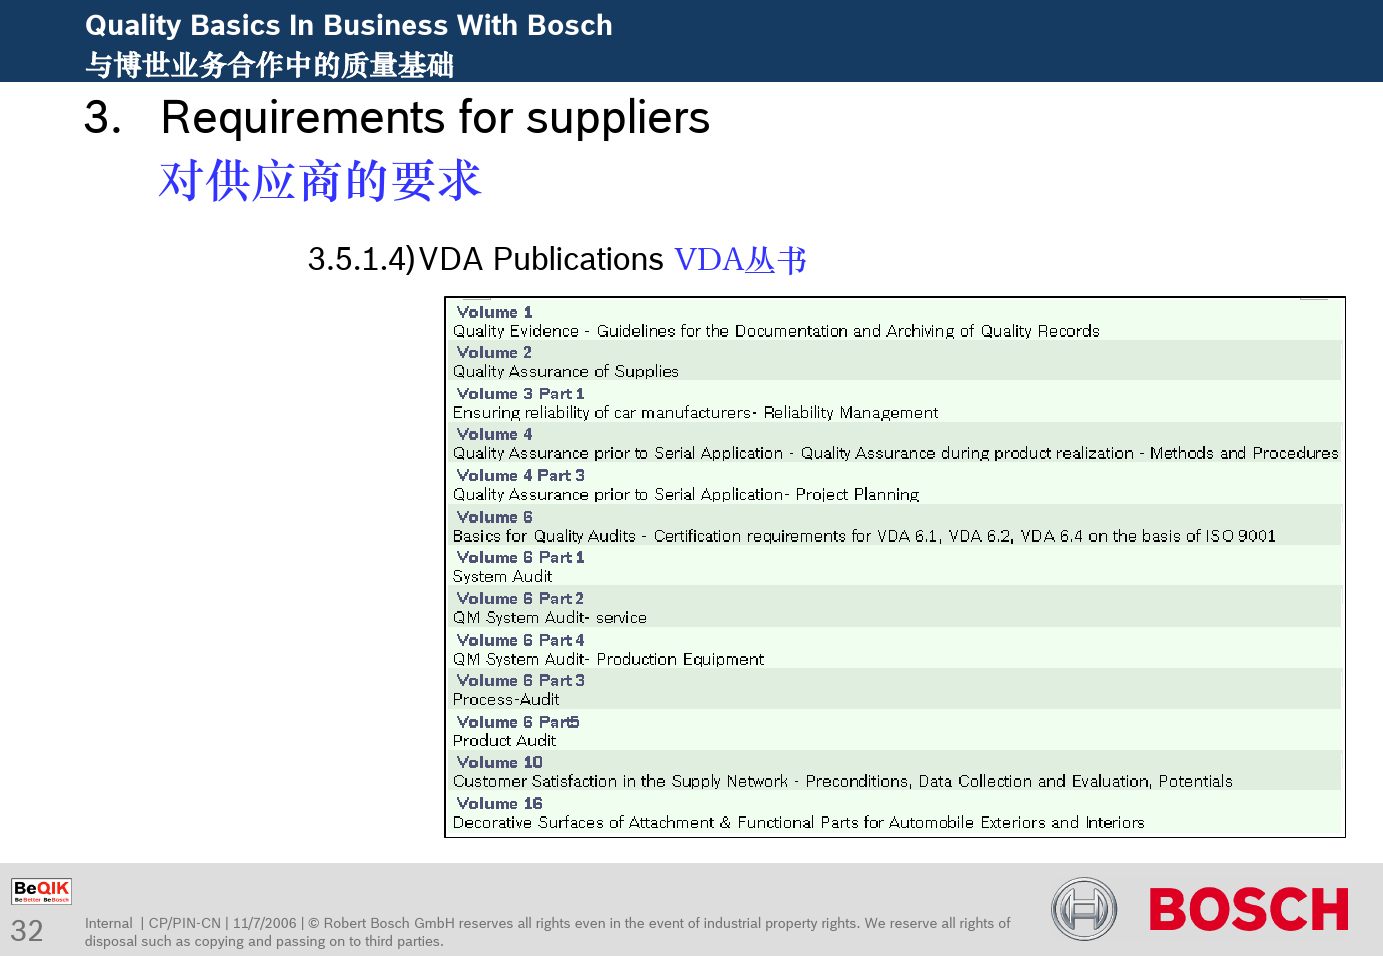 Quality Basics In Business With Bosch
与博世业务合作中的质量基础
3. Requirements for suppliers
对供应商的要求
3.5.1.4) VDA Publications VDA丛书
Volume 1
Quality Evidence - Guidelines for the Documentation and Archiving of Quality Records
Volume 2
Quality Assurance of Supplies
Volume 3 Part 1
Ensuring reliability of car manufacturers- Reliability Management
Volume 4
Quality Assurance prior to Serial Application - Quality Assurance during product realization - Methods and Procedures
Volume 4 Part 3
Quality Assurance prior to Serial Application- Project Planning
Volume 6
Basics for Quality Audits - Certification requirements for VDA 6.1, VDA 6.2, VDA 6.4 on the basis of ISO 9001
Volume 6 Part 1
System Audit
Volume 6 Part 2
QM System Audit- service
Volume 6 Part 4
QM System Audit- Production Equipment
Volume 6 Part 3
Process-Audit
Volume 6 Part5
Product Audit
Volume 10
Customer Satisfaction in the Supply Network - Preconditions, Data Collection and Evaluation, Potentials
Volume 16
Decorative Surfaces of Attachment & Functional Parts for Automobile Exteriors and Interiors
BeQIK
Be Better Be Bosch
32
Internal | CP/PIN-CN | 11/7/2006 | © Robert Bosch GmbH reserves all rights even in the event of industrial property rights. We reserve all rights of
disposal such as copying and passing on to third parties.
BOSCH